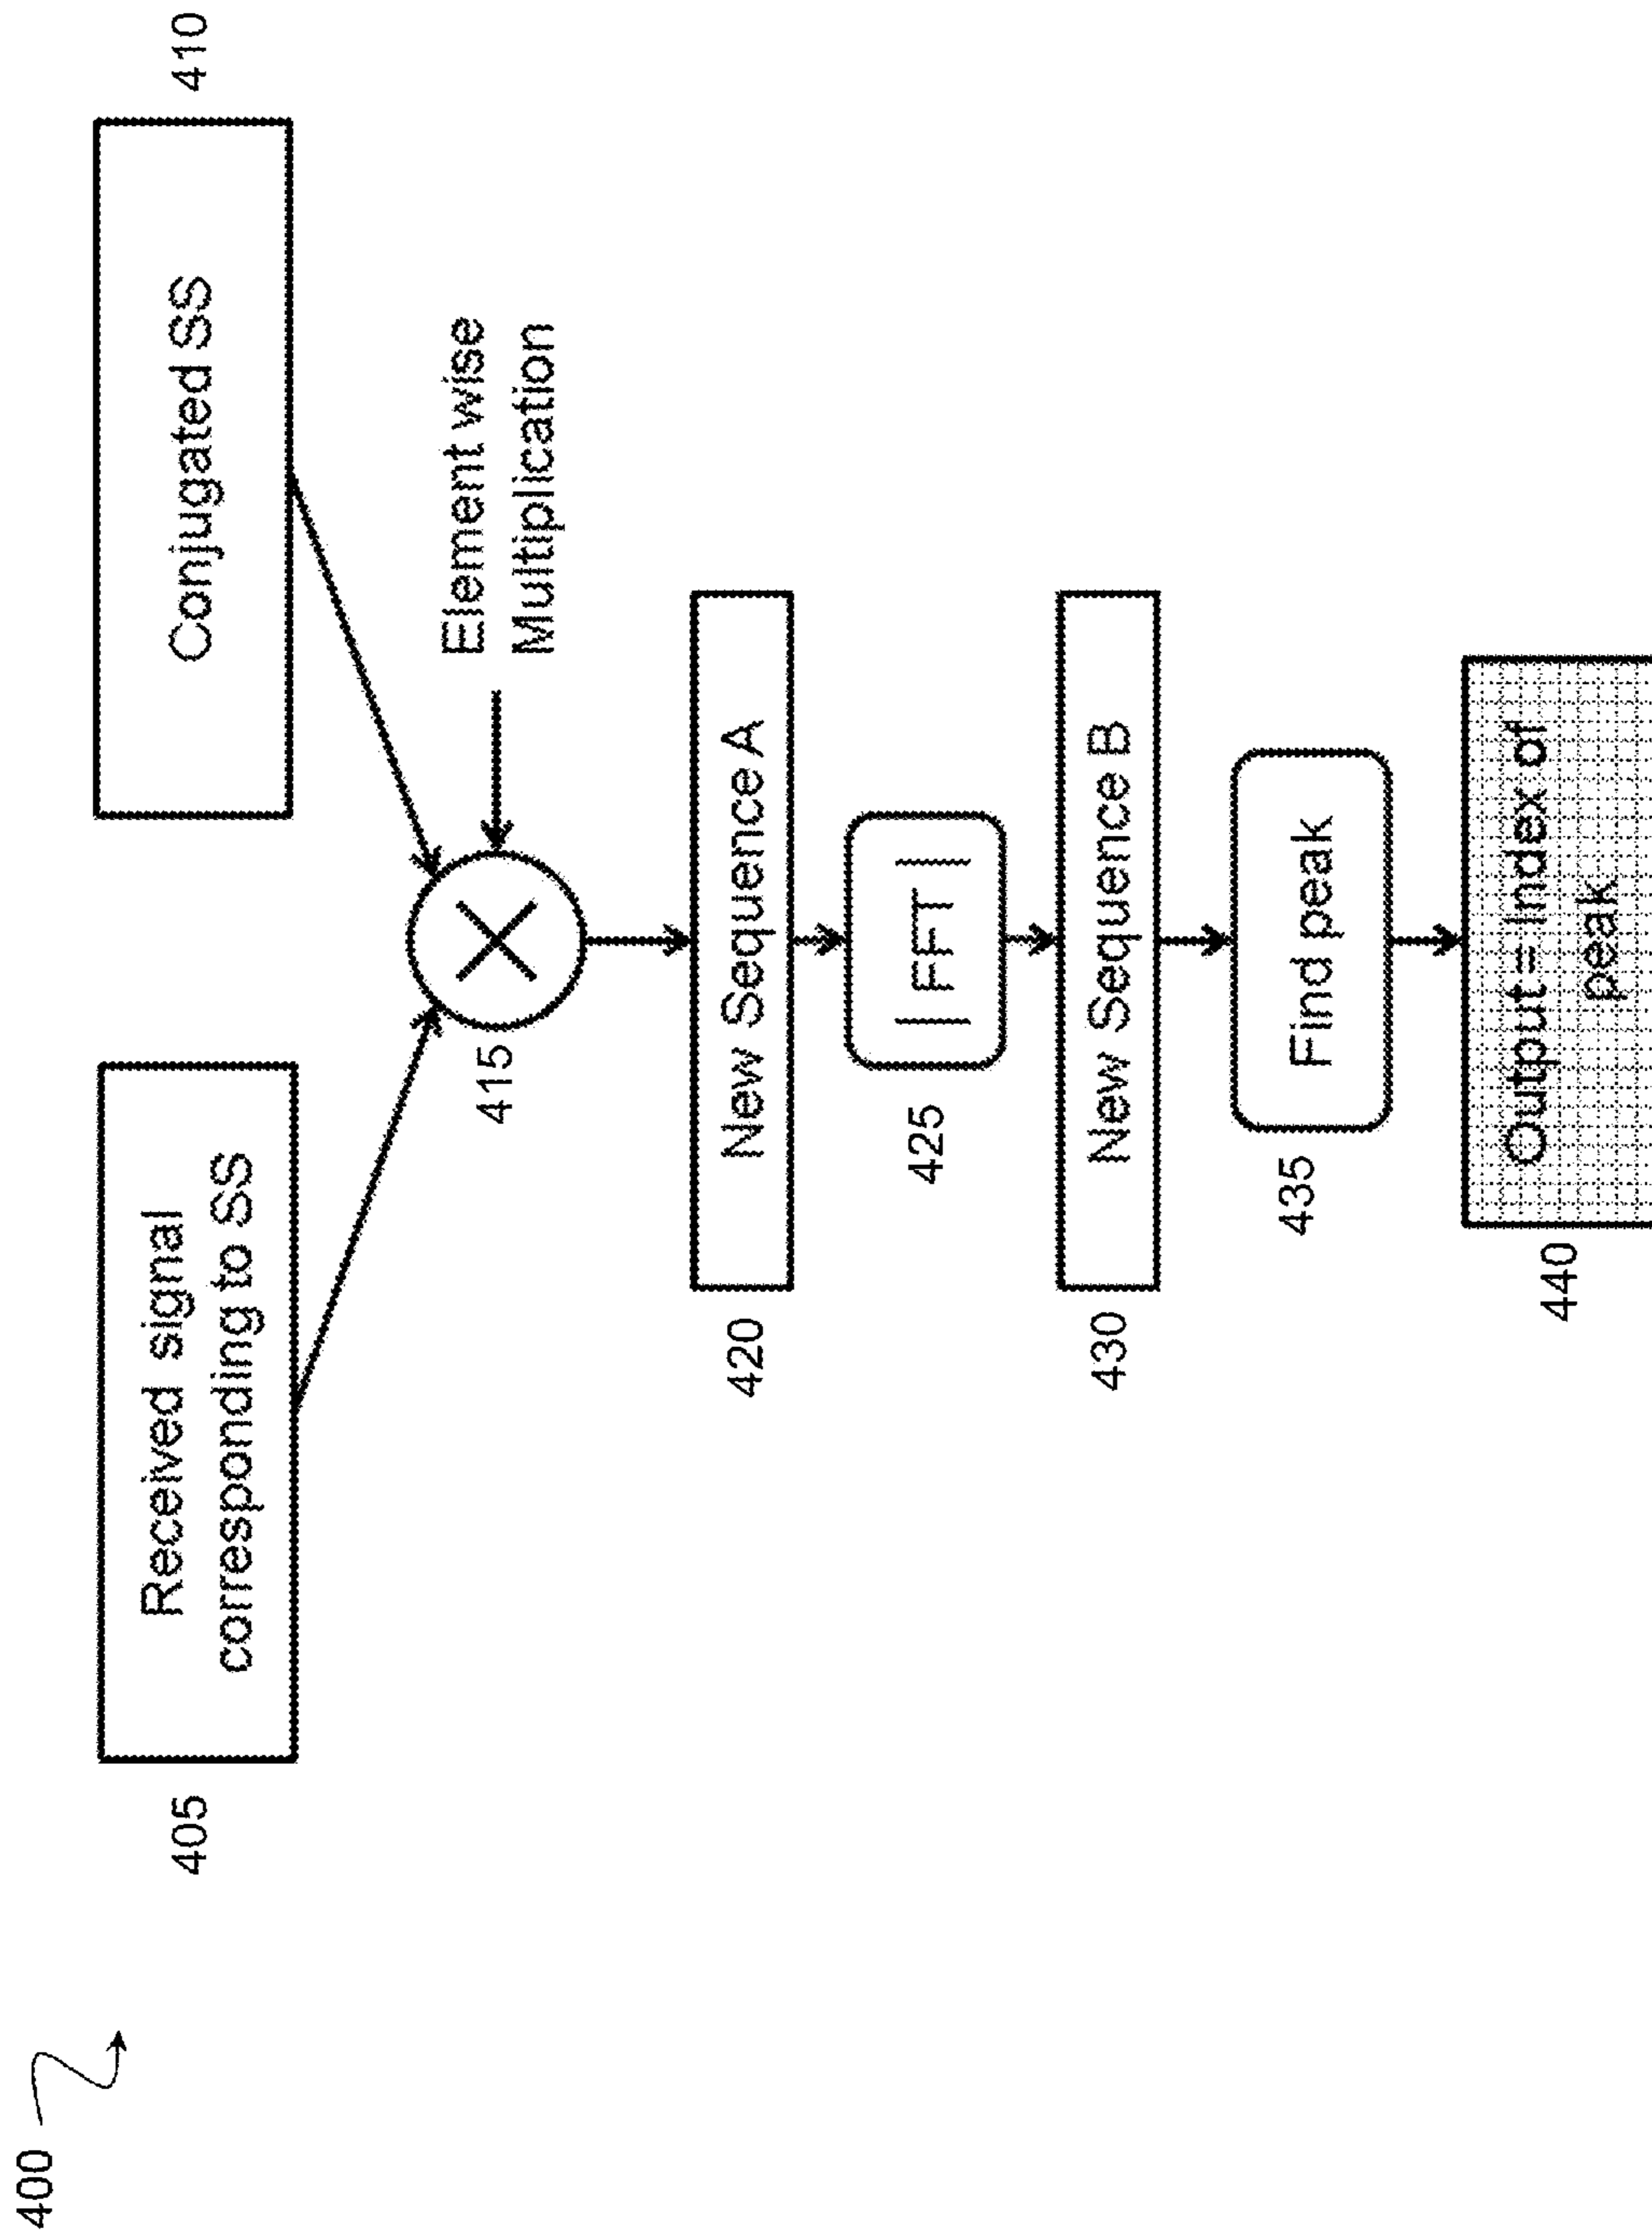 400
405
Received signal
corresponding to SS
Conjugated SS
410
415
Element wise
Multiplication
420
New Sequence A
425
| FFT |
430
New Sequence B
435
Find peak
440
Output = Index of
peak